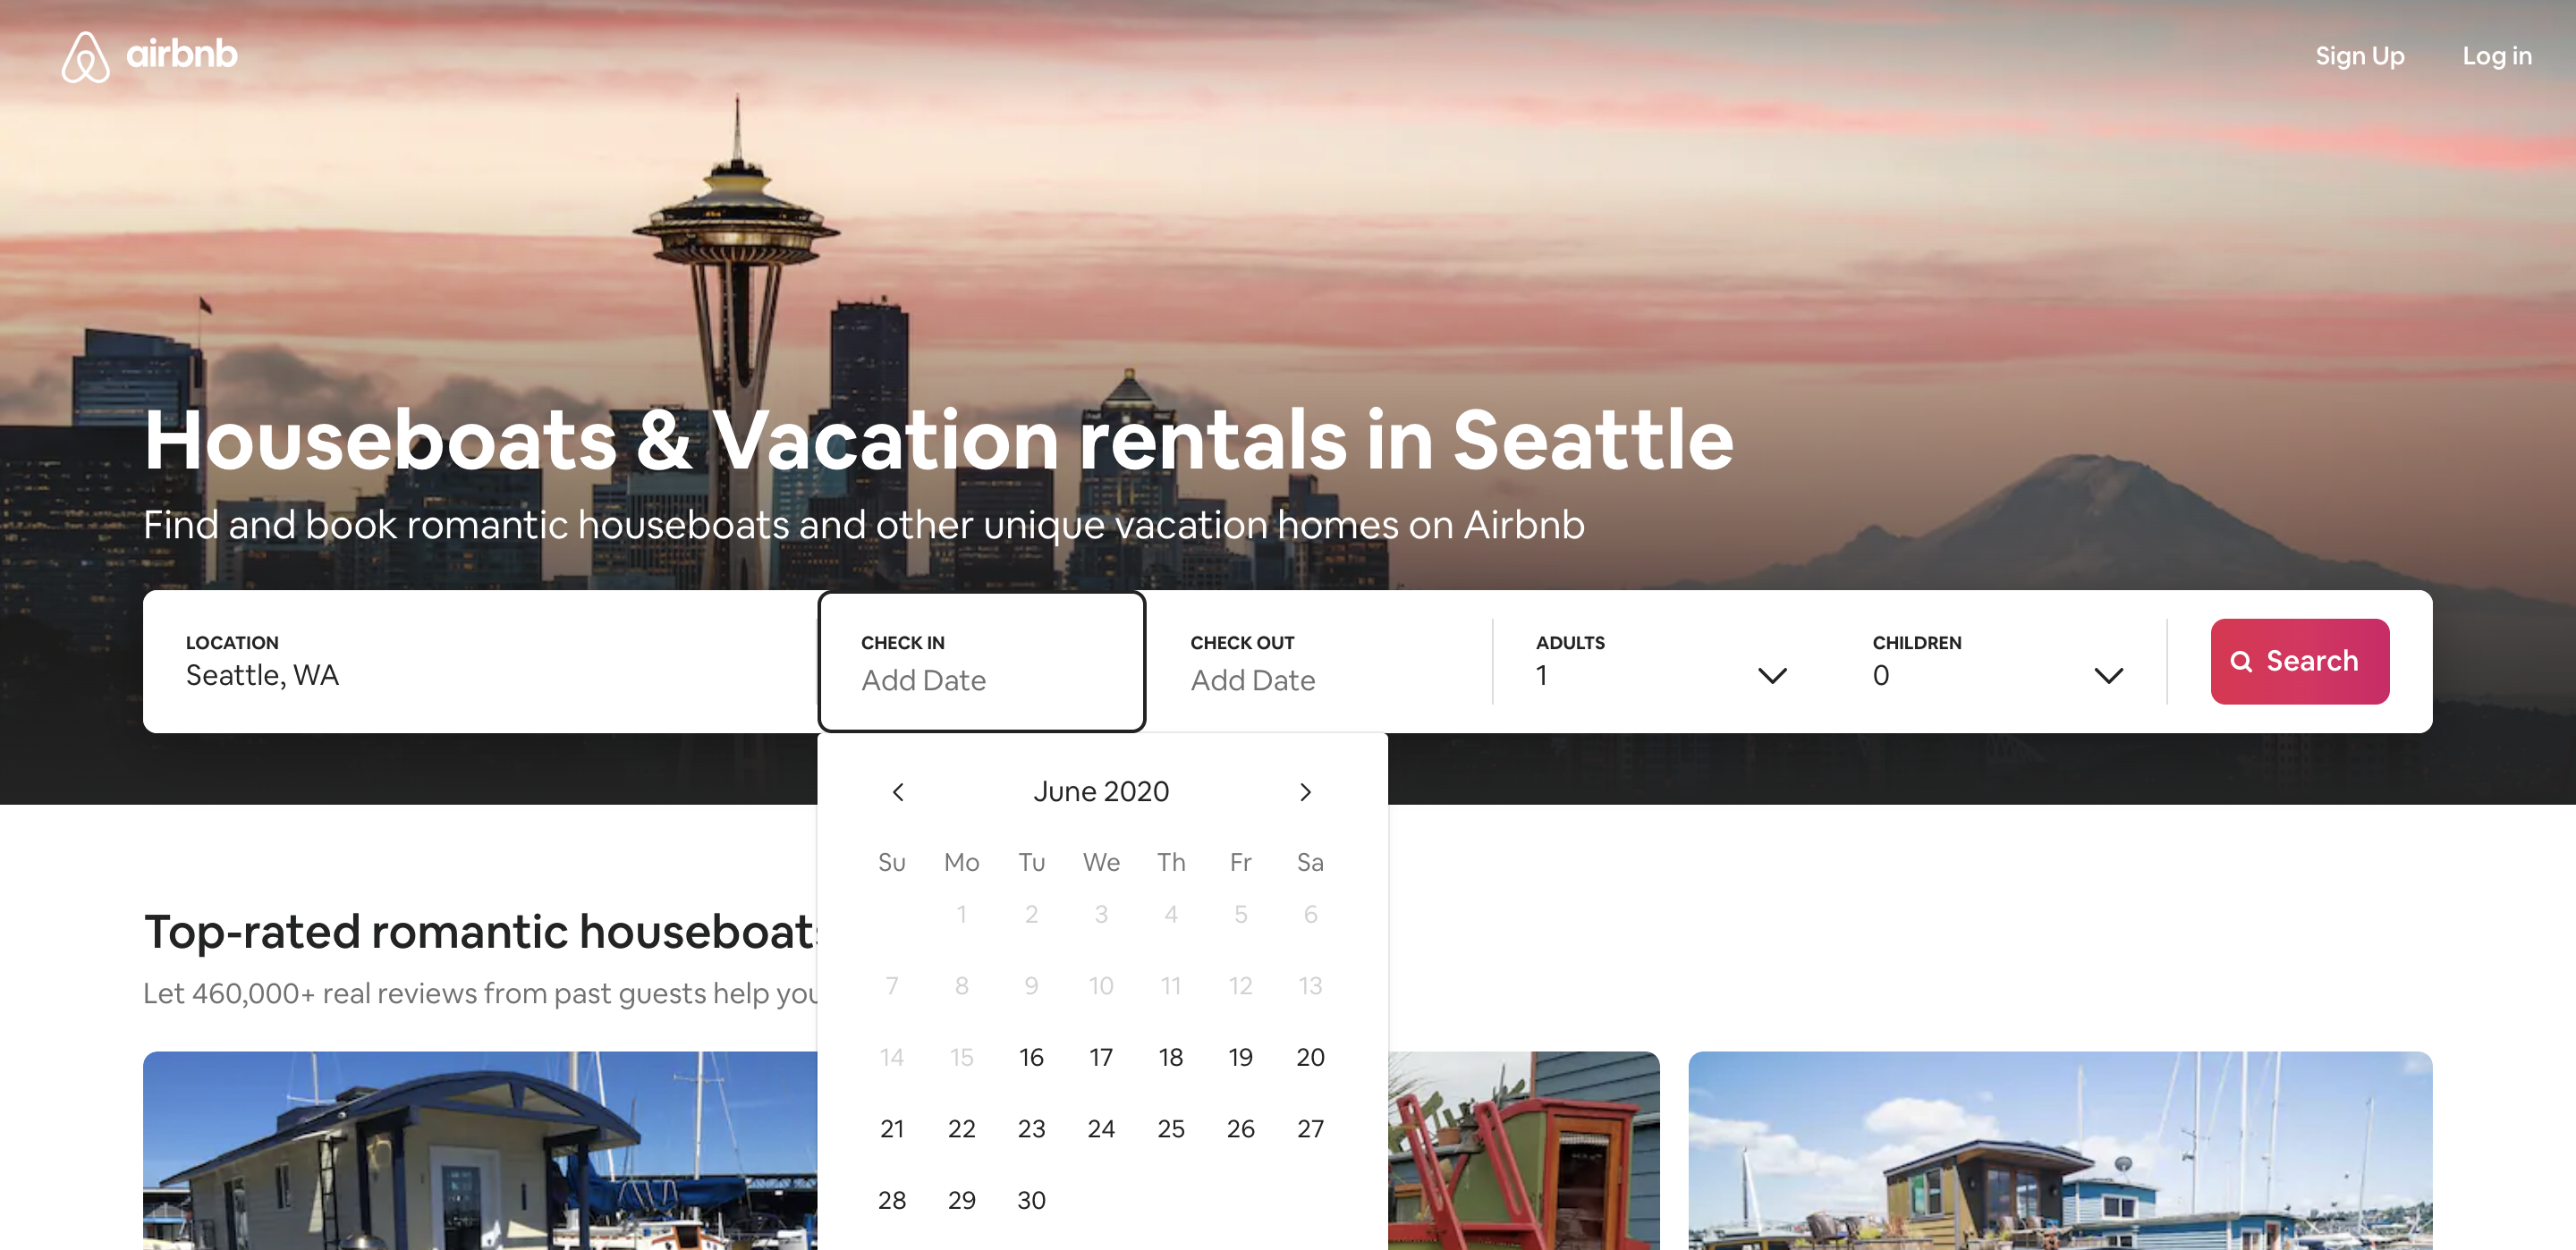 airbnb
Sign Up Log in
Houseboats & Vacation rentals in Seattle
Find and book romantic houseboats and other unique vacation homes on Airbnb
LOCATION
Seattle, WA
CHECK IN
Add Date
CHECK OUT
Add Date
ADULTS
1
CHILDREN
0
Search
June 2020
Su Mo Tu We Th Fr Sa
1 2 3 4 5 6
7 8 9 10 11 12 13
14 15 16 17 18 19 20
21 22 23 24 25 26 27
28 29 30
Top-rated romantic houseboats
Let 460,000+ real reviews from past guests help you